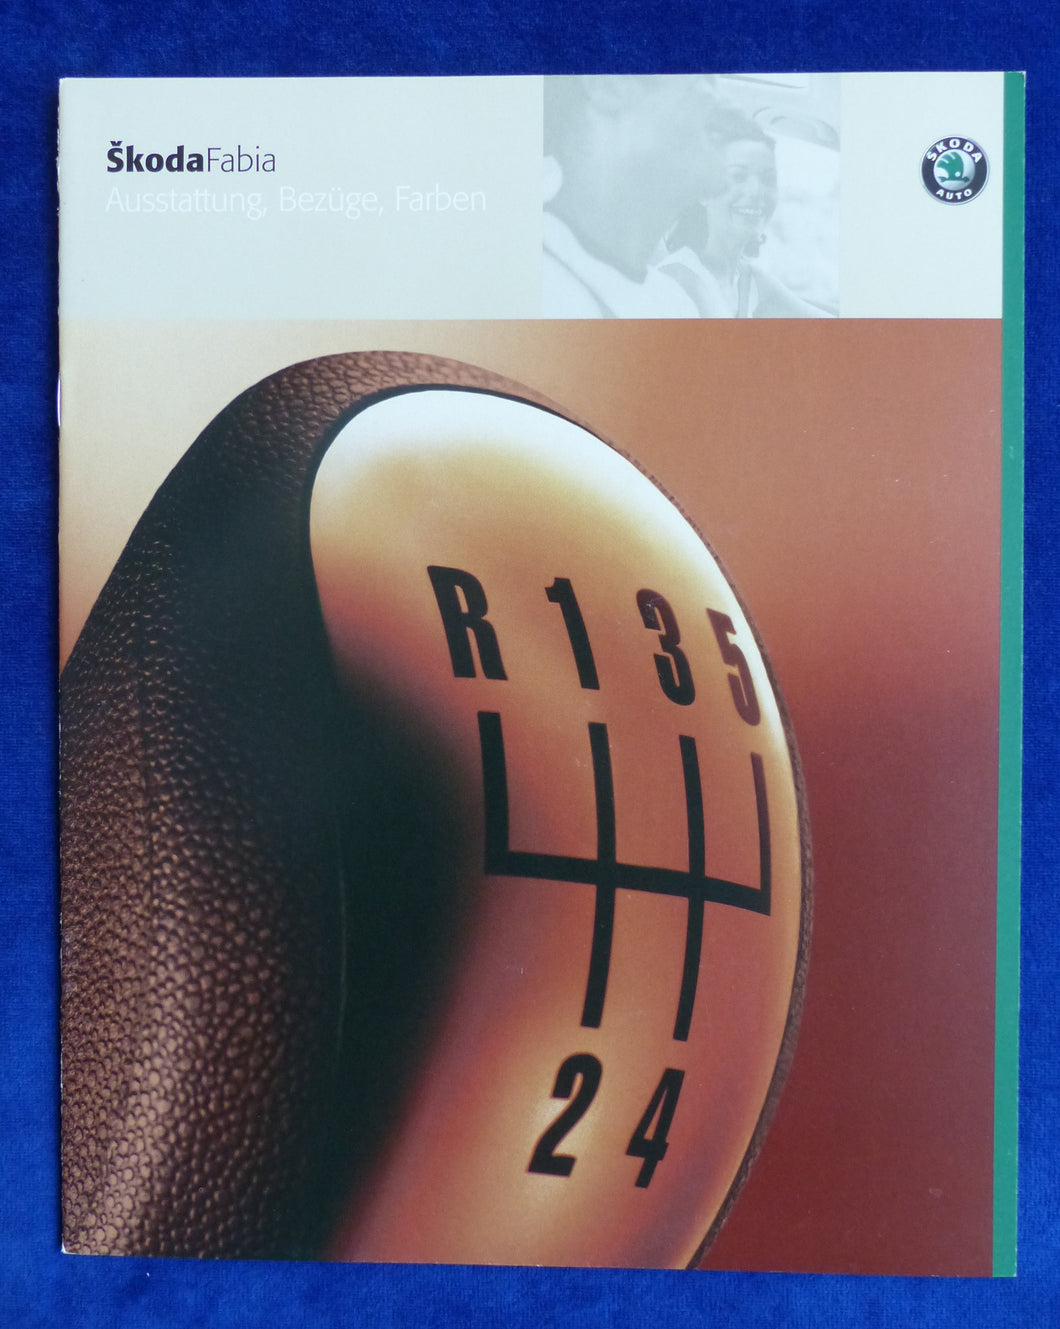 ŠkodaFabia
Ausstattung, Bezüge, Farben
ŠKODA
AUTO
R 1 3 5
2 4